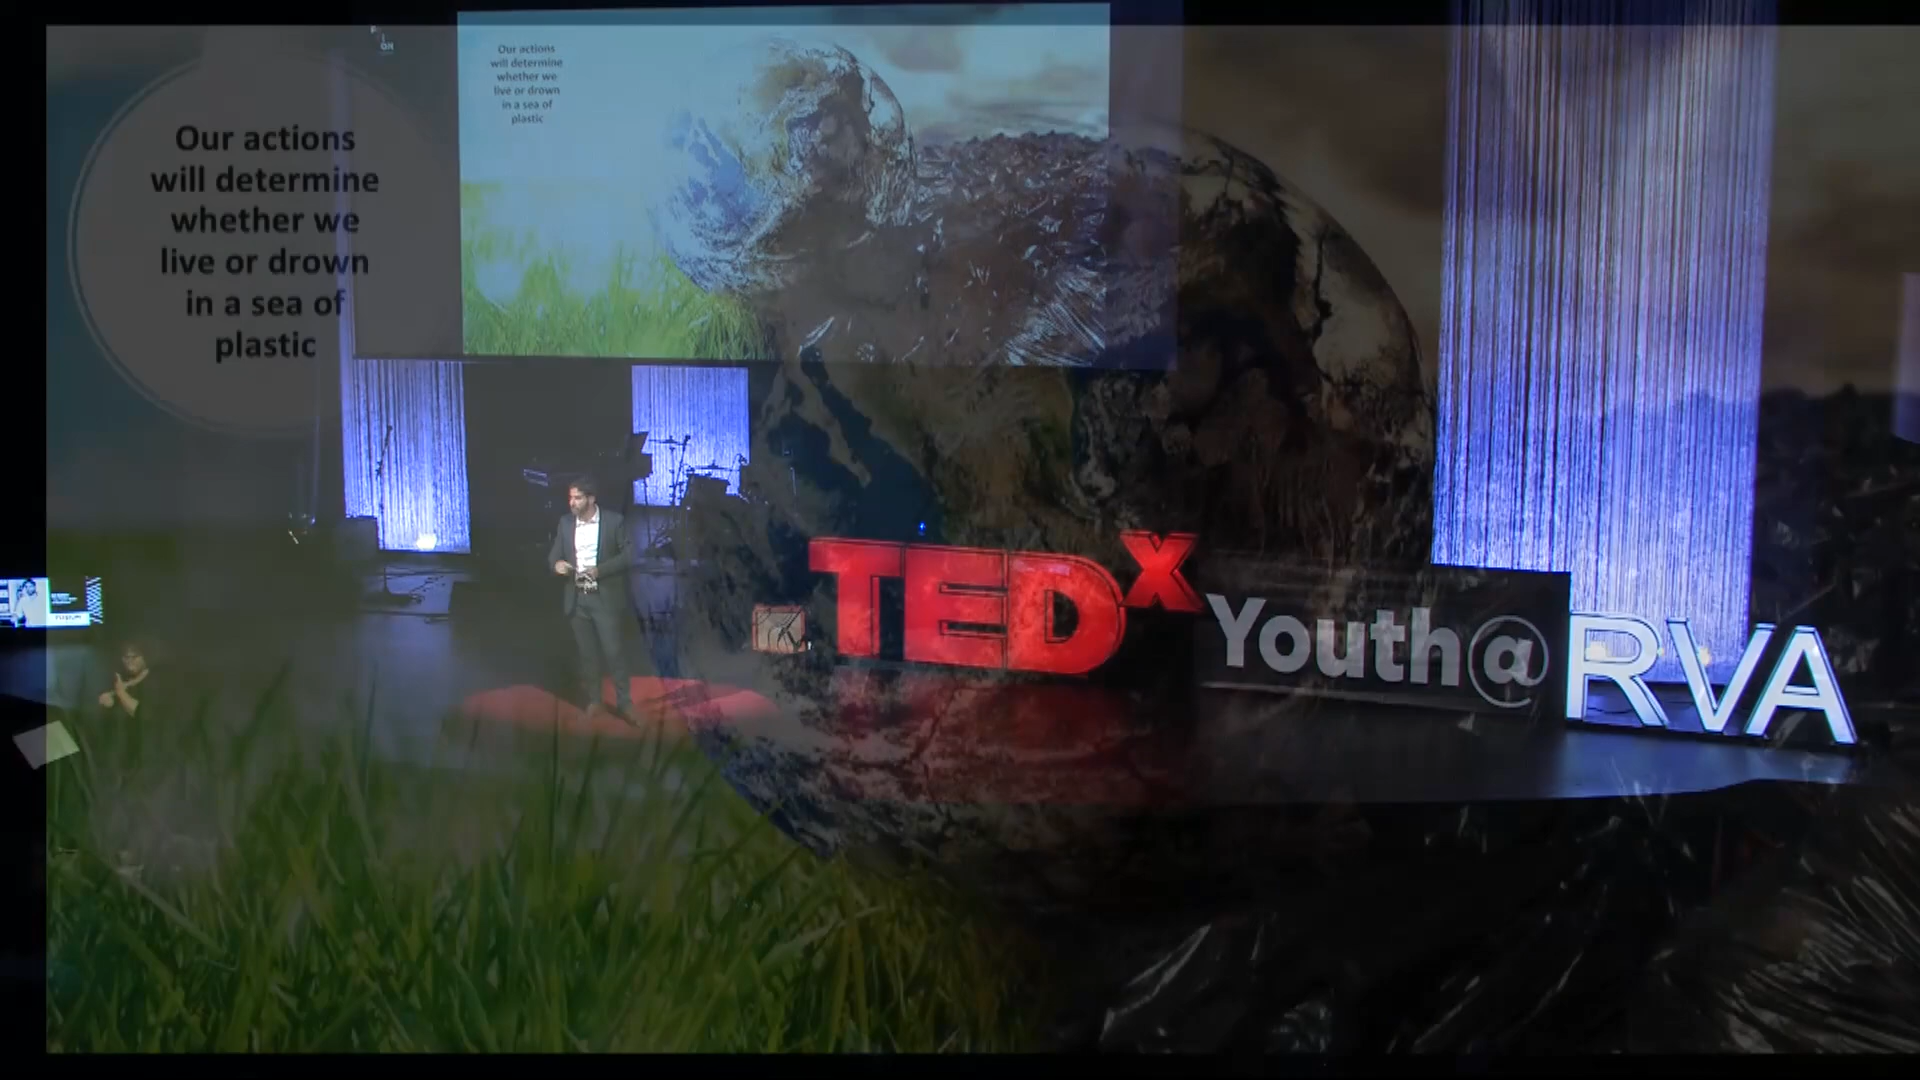 Our actions
will determine
whether we
live or drown
in a sea of
plastic
Our actions
will determine
whether we
live or drown
in a sea of
plastic
TEDx
Youth@
RVA